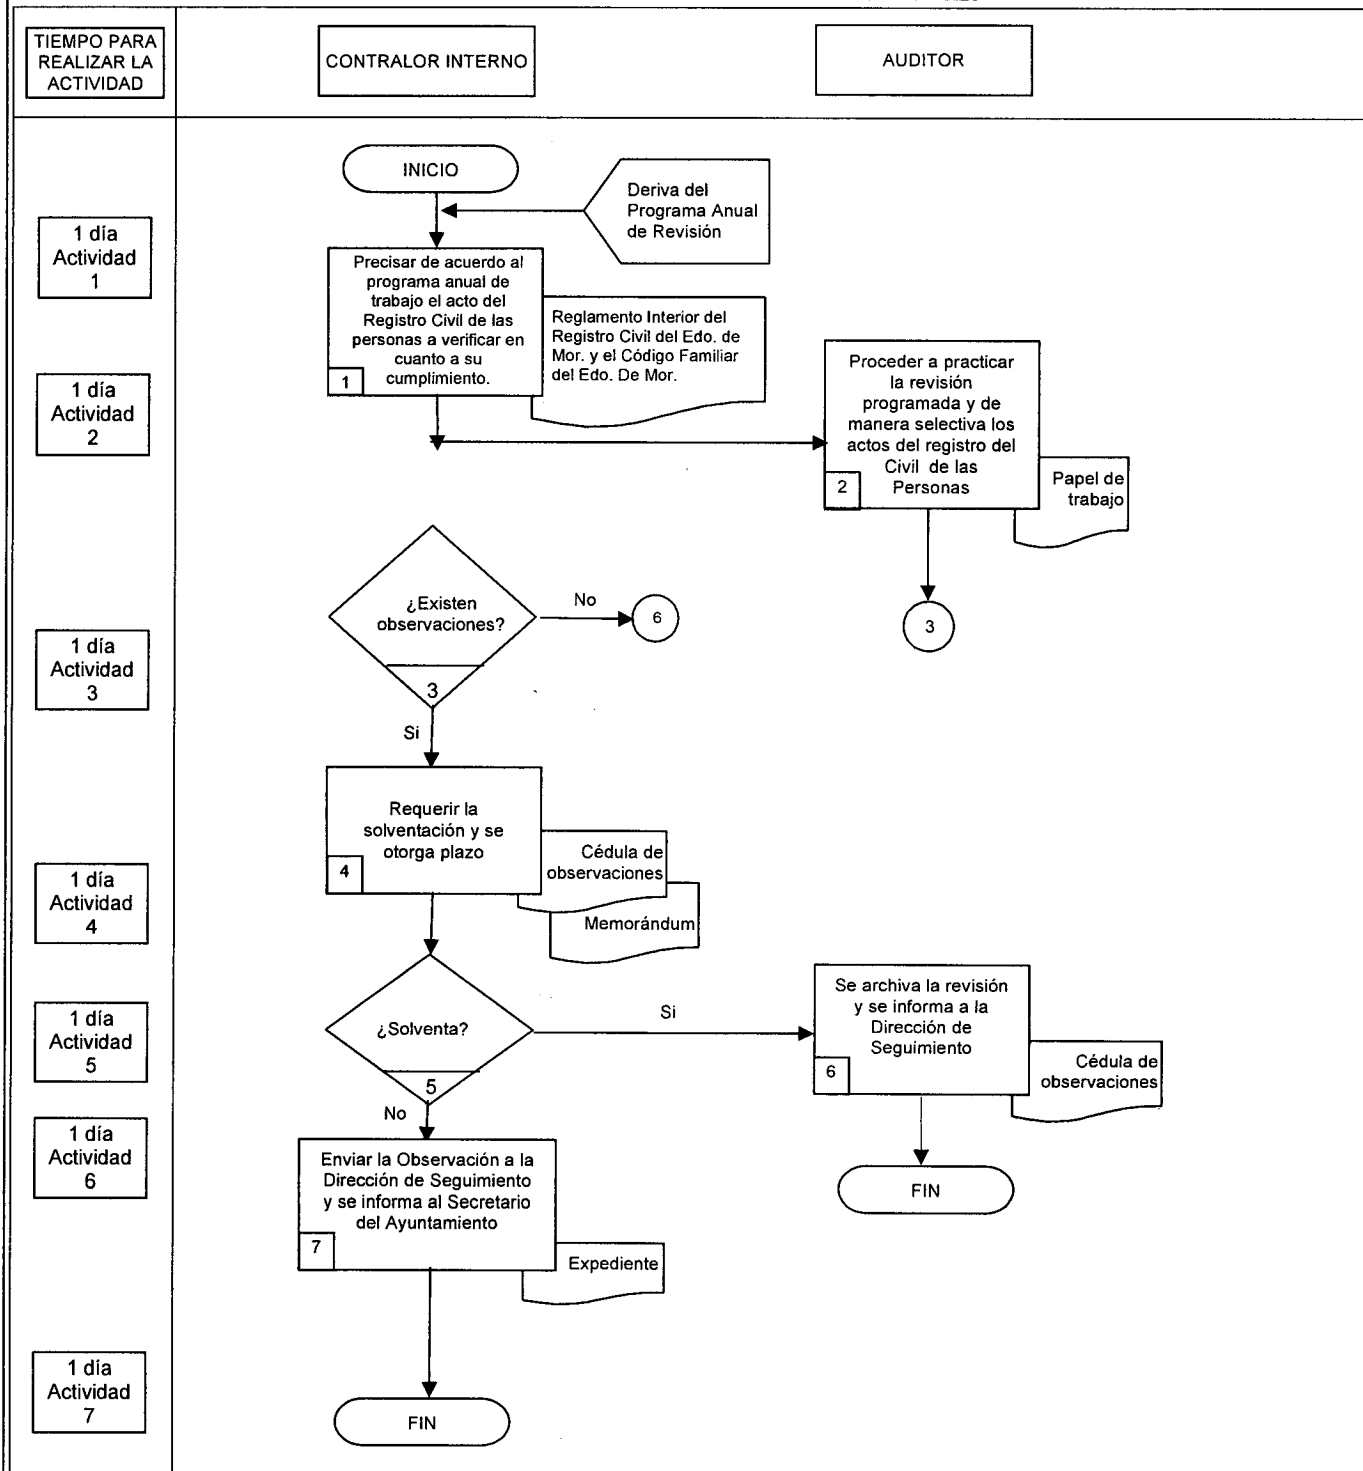 TIEMPO PARA
REALIZAR LA
ACTIVIDAD
CONTRALOR INTERNO
AUDITOR
INICIO
Deriva del
Programa Anual
de Revisión
1 día
Actividad
1
Precisar de acuerdo al
programa anual de
trabajo el acto del
Registro Civil de las
personas a verificar en
cuanto a su
cumplimiento.
1
Reglamento Interior del
Registro Civil del Edo. de
Mor. y el Código Familiar
del Edo. De Mor.
1 día
Actividad
2
Proceder a practicar
la revisión
programada y de
manera selectiva los
actos del registro del
Civil de las
Personas
2
Papel de
trabajo
¿Existen
observaciones?
3
No
6
3
1 día
Actividad
3
Si
Requerir la
solventación y se
otorga plazo
4
Cédula de
observaciones
Memorándum
1 día
Actividad
4
¿Solventa?
5
Si
Se archiva la revisión
y se informa a la
Dirección de
Seguimiento
6
Cédula de
observaciones
1 día
Actividad
5
No
1 día
Actividad
6
Enviar la Observación a la
Dirección de Seguimiento
y se informa al Secretario
del Ayuntamiento
7
Expediente
FIN
1 día
Actividad
7
FIN